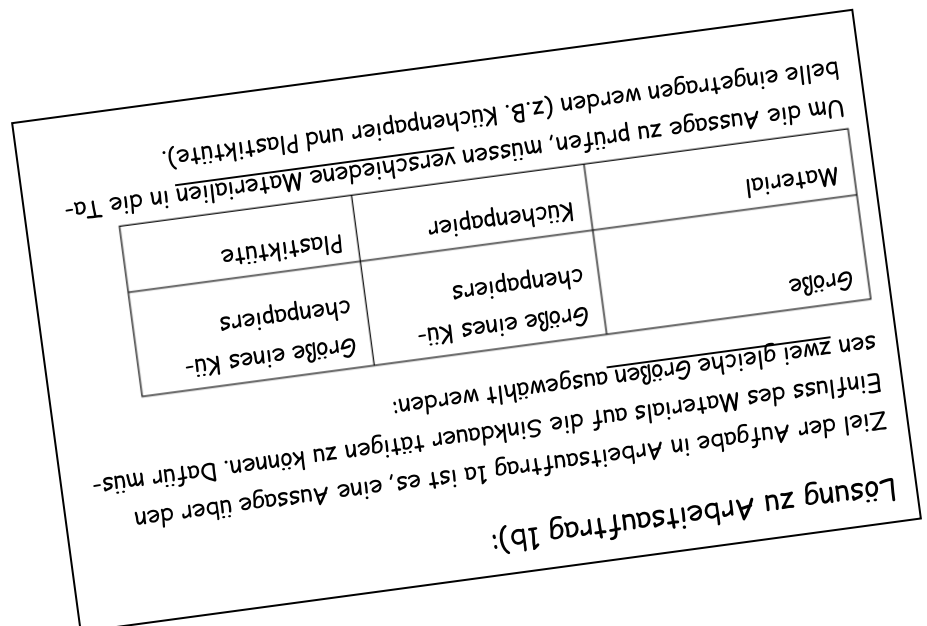 Lösung zu Arbeitsauftrag 1b):
Ziel der Aufgabe in Arbeitsauftrag 1a ist es, eine Aussage über den
Einfluss des Materials auf die Sinkdauer tätigen zu können. Dafür müs-
sen zwei gleiche Größen ausgewählt werden:
Größe
Größe eines Kü-
chenpapiers
Größe eines Kü-
chenpapiers
Material
Küchenpapier
Plastiktüte
Um die Aussage zu prüfen, müssen verschiedene Materialien in die Ta-
belle eingetragen werden (z.B. Küchenpapier und Plastiktüte).